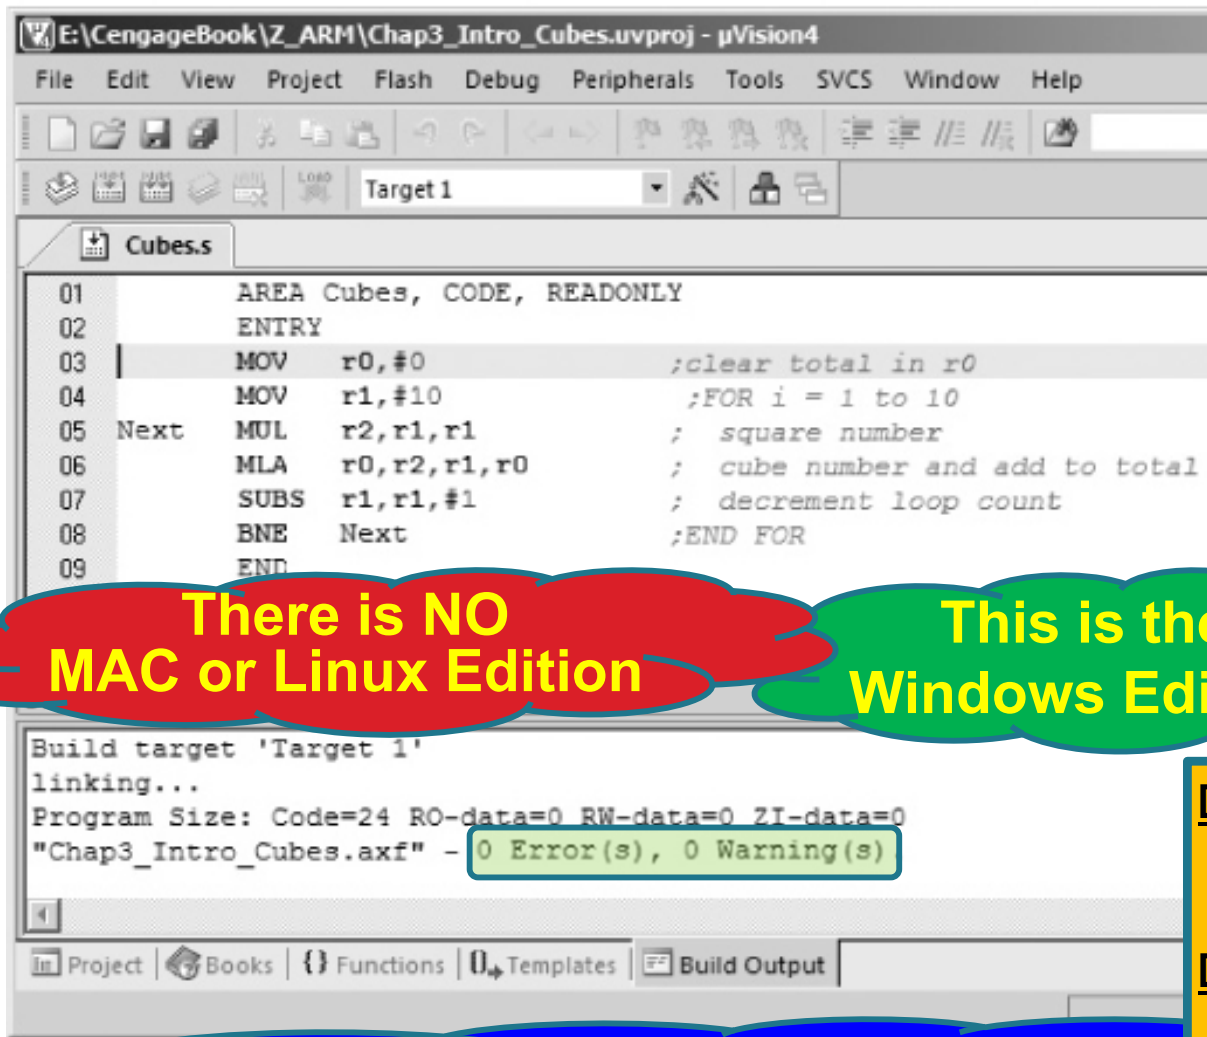 E:\CengageBook\Z_ARM\Chap3_Intro_Cubes.uvproj - µVision4
File Edit View Project Flash Debug Peripherals Tools SVCS Window Help
LOAD Target 1
Cubes.s
01 AREA Cubes, CODE, READONLY
02 ENTRY
03 MOV r0,#0 ;clear total in r0
04 MOV r1,#10 ;FOR i = 1 to 10
05 Next MUL r2,r1,r1 ; square number
06 MLA r0,r2,r1,r0 ; cube number and add to total
07 SUBS r1,r1,#1 ; decrement loop count
08 BNE Next ;END FOR
09 END
There is NO
MAC or Linux Edition
This is the
Windows Edi
Build target 'Target 1'
linking...
Program Size: Code=24 RO-data=0 RW-data=0 ZI-data=0
"Chap3_Intro_Cubes.axf" - 0 Error(s), 0 Warning(s)
Project Books {} Functions 0 Templates Build Output